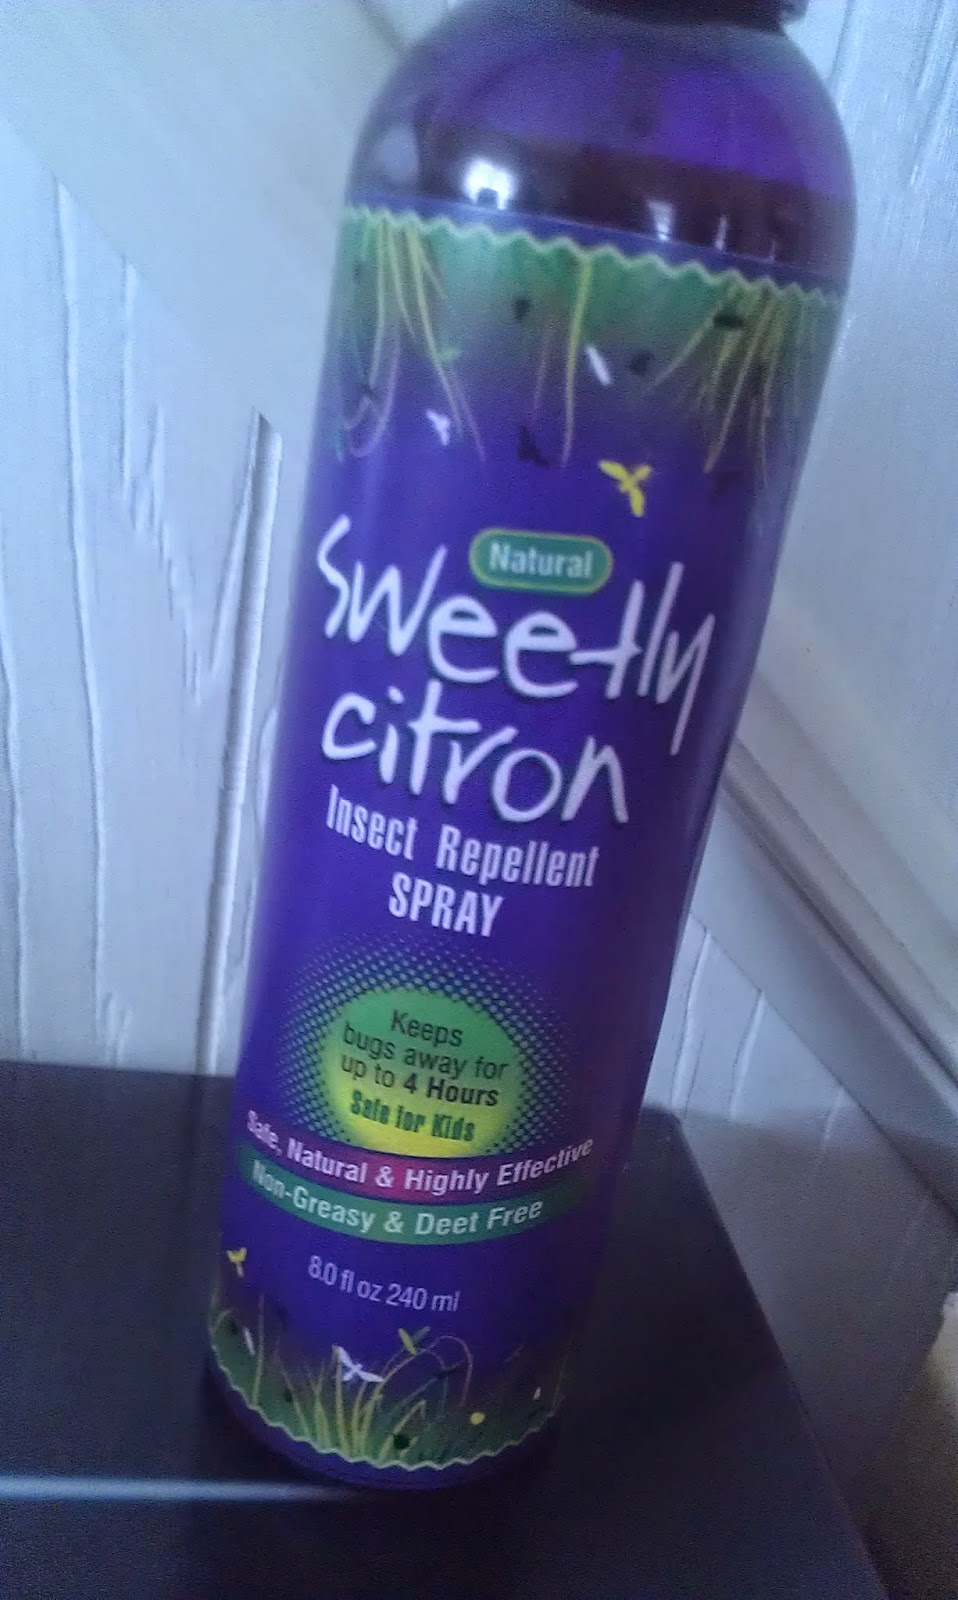 Natural
sweetly
citron
Insect Repellent
SPRAY
Keeps
bugs away for
up to 4 Hours
Safe for Kids
Safe, Natural & Highly Effective
Non-Greasy & Deet Free
8.0 fl oz 240 ml